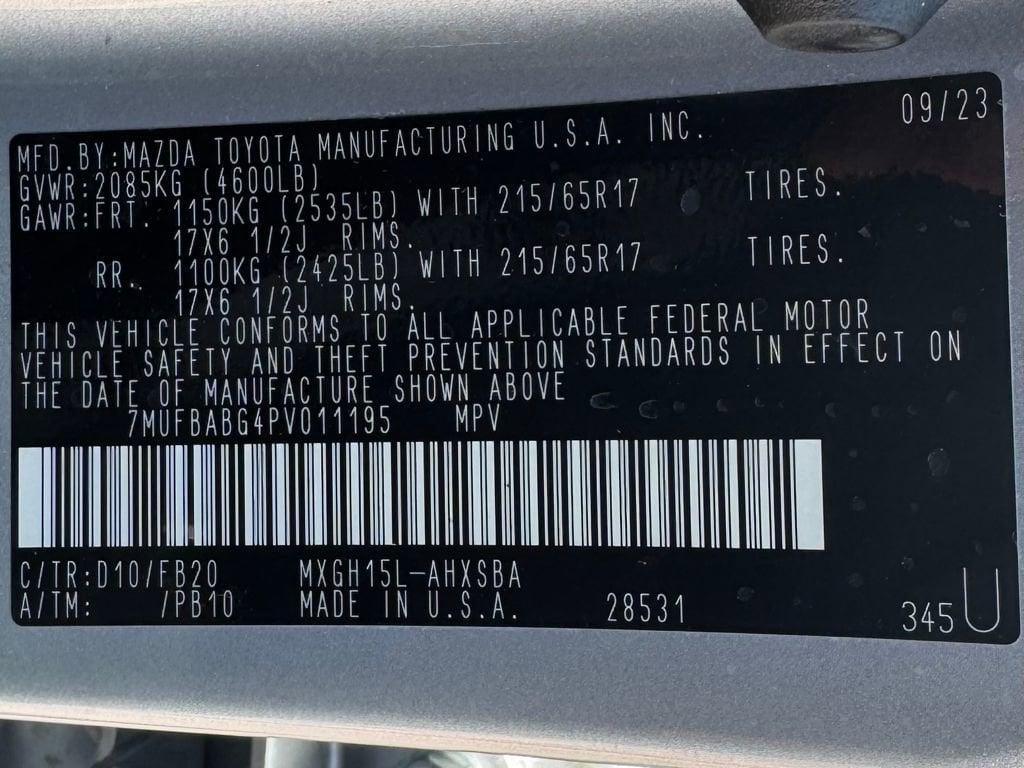 09/23
MFD.BY:MAZDA TOYOTA MANUFACTURING U.S.A. INC.
GVWR:2085KG (4600LB)
GAWR:FRT. 1150KG (2535LB) WITH 215/65R17 TIRES.
17X6 1/2J RIMS.
RR. 1100KG (2425LB) WITH 215/65R17 TIRES.
17X6 1/2J RIMS.
THIS VEHICLE CONFORMS TO ALL APPLICABLE FEDERAL MOTOR
VEHICLE SAFETY AND THEFT PREVENTION STANDARDS IN EFFECT ON
THE DATE OF MANUFACTURE SHOWN ABOVE
7MUFBABG4PV011195 MPV
C/TR:D10/FB20 MXGH15L-AHXSBA
A/TM: /PB10 MADE IN U.S.A. 28531 345 U